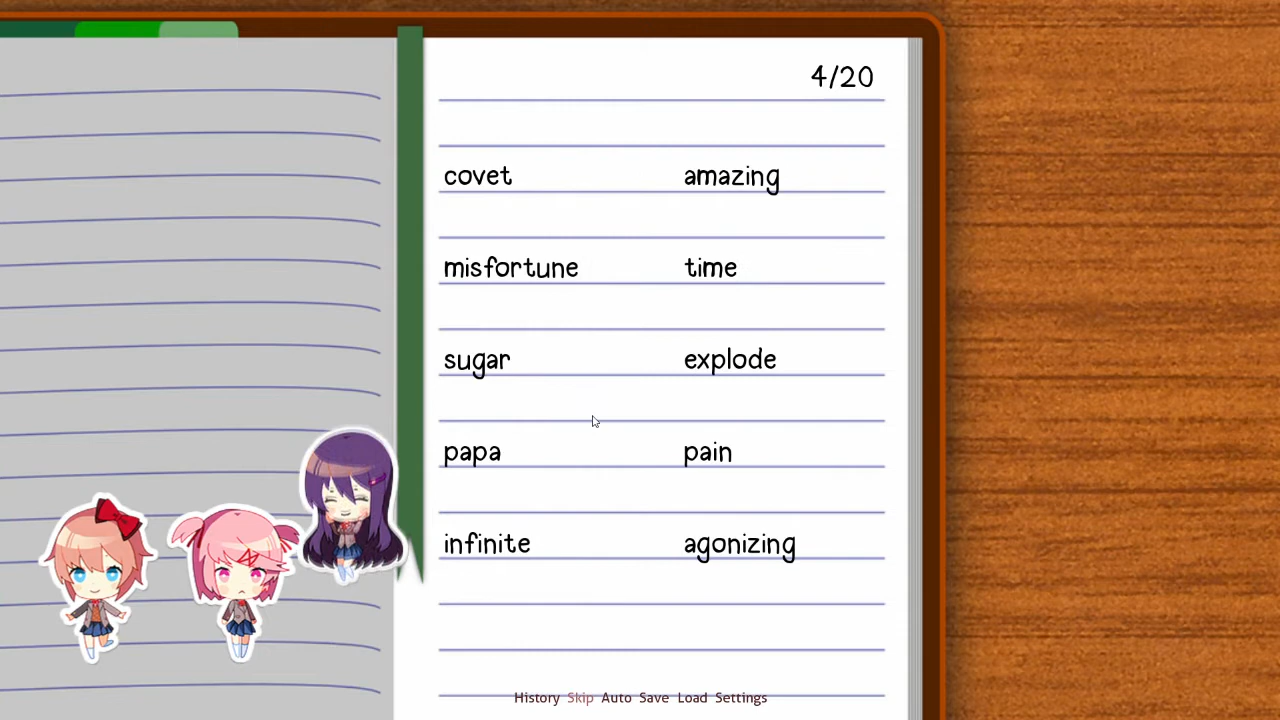 4/20
covet amazing
misfortune time
sugar explode
papa pain
infinite agonizing
History Skip Auto Save Load Settings